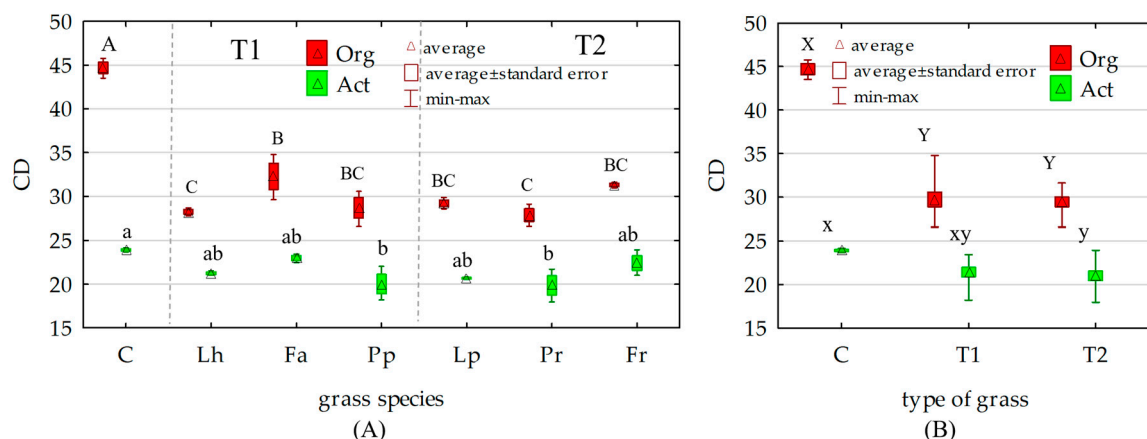 50
45
40
35
30
25
20
15
CD
T1
T2
Org
Act
average
average±standard error
min-max
A
C
B
BC
BC
C
BC
a
ab
ab
b
ab
b
ab
C Lh Fa Pp Lp Pr Fr
grass species
(A)
50
45
40
35
30
25
20
15
CD
X
average
average±standard error
min-max
Org
Act
Y
Y
x
xy
y
C T1 T2
type of grass
(B)